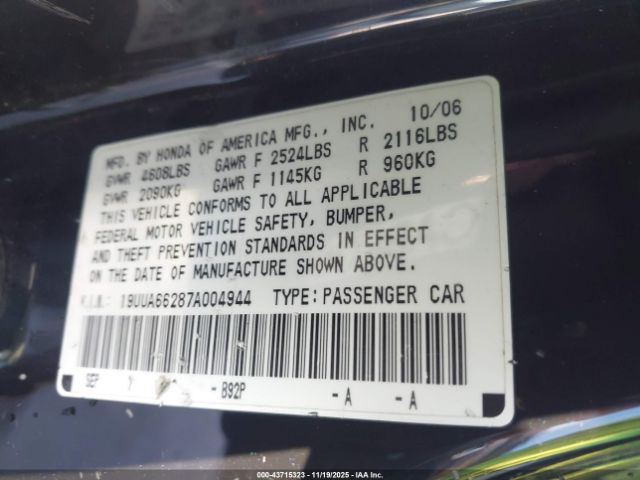 MFD. BY HONDA OF AMERICA MFG., INC. 10/06
GVWR 4608LBS GAWR F 2524LBS R 2116LBS
GVWR 2090KG GAWR F 1145KG R 960KG
THIS VEHICLE CONFORMS TO ALL APPLICABLE
FEDERAL MOTOR VEHICLE SAFETY, BUMPER,
AND THEFT PREVENTION STANDARDS IN EFFECT
ON THE DATE OF MANUFACTURE SHOWN ABOVE.
V.I.N.: 19UUA66287A004944 TYPE: PASSENGER CAR
SEP Y - B92P -A -A
000-43715323 - 11/19/2025 - IAAI.COM